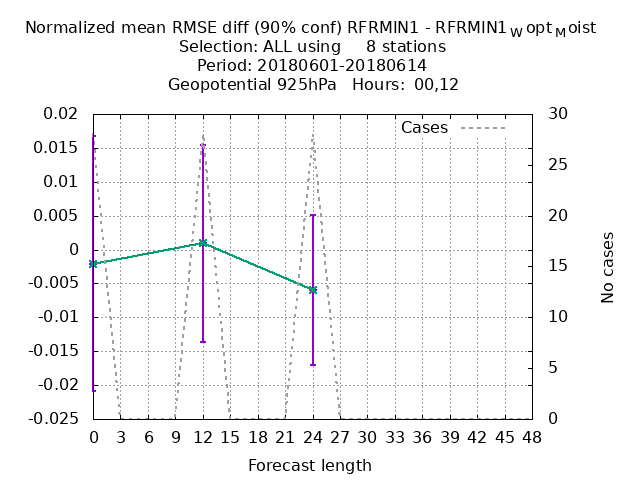 Normalized mean RMSE diff (90% conf) RFRMIN1 - RFRMIN1WoptMoist
Selection: ALL using 8 stations
Period: 20180601-20180614
Geopotential 925hPa Hours: 00,12
Cases
0.02
0.015
0.01
0.005
0
-0.005
-0.01
-0.015
-0.02
-0.025
30
25
20
15
10
5
0
No cases
0 3 6 9 12 15 18 21 24 27 30 33 36 39 42 45 48
Forecast length